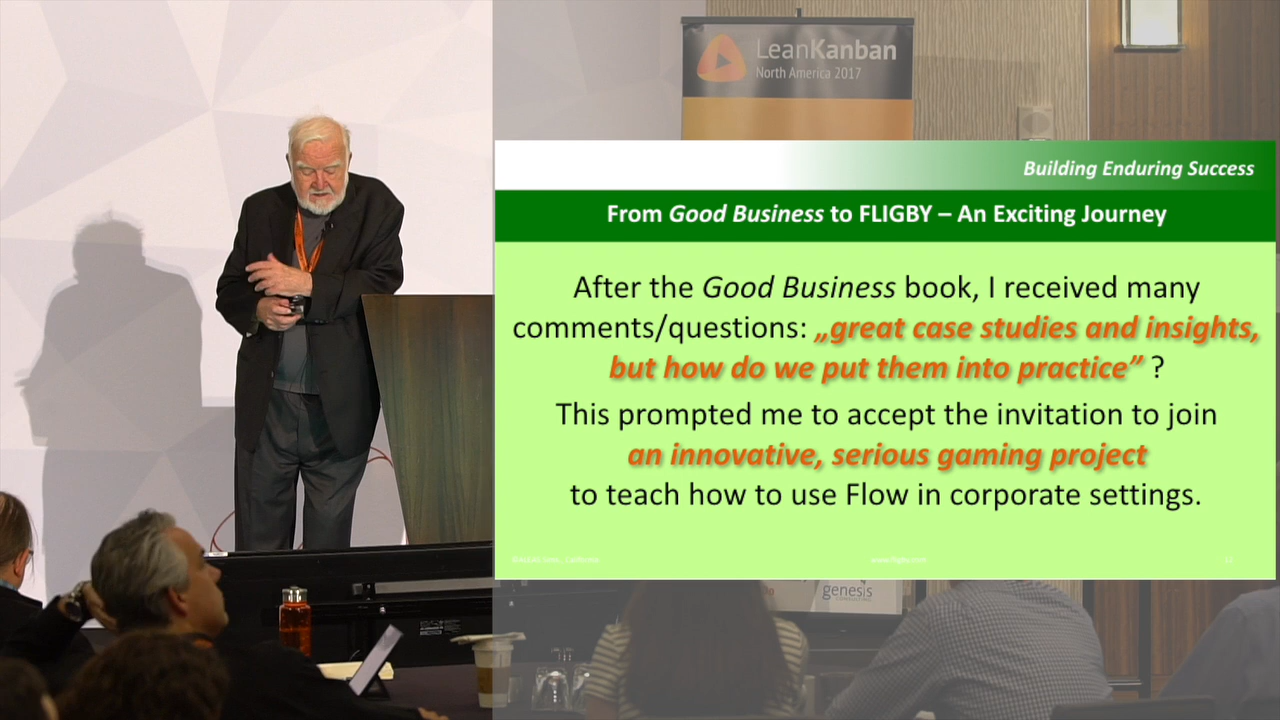 LeanKanban
North America 2017
Building Enduring Success
From Good Business to FLIGBY – An Exciting Journey
After the Good Business book, I received many
comments/questions: „great case studies and insights,
but how do we put them into practice” ?
This prompted me to accept the invitation to join
an innovative, serious gaming project
to teach how to use Flow in corporate settings.
www.fligby.com
genesis